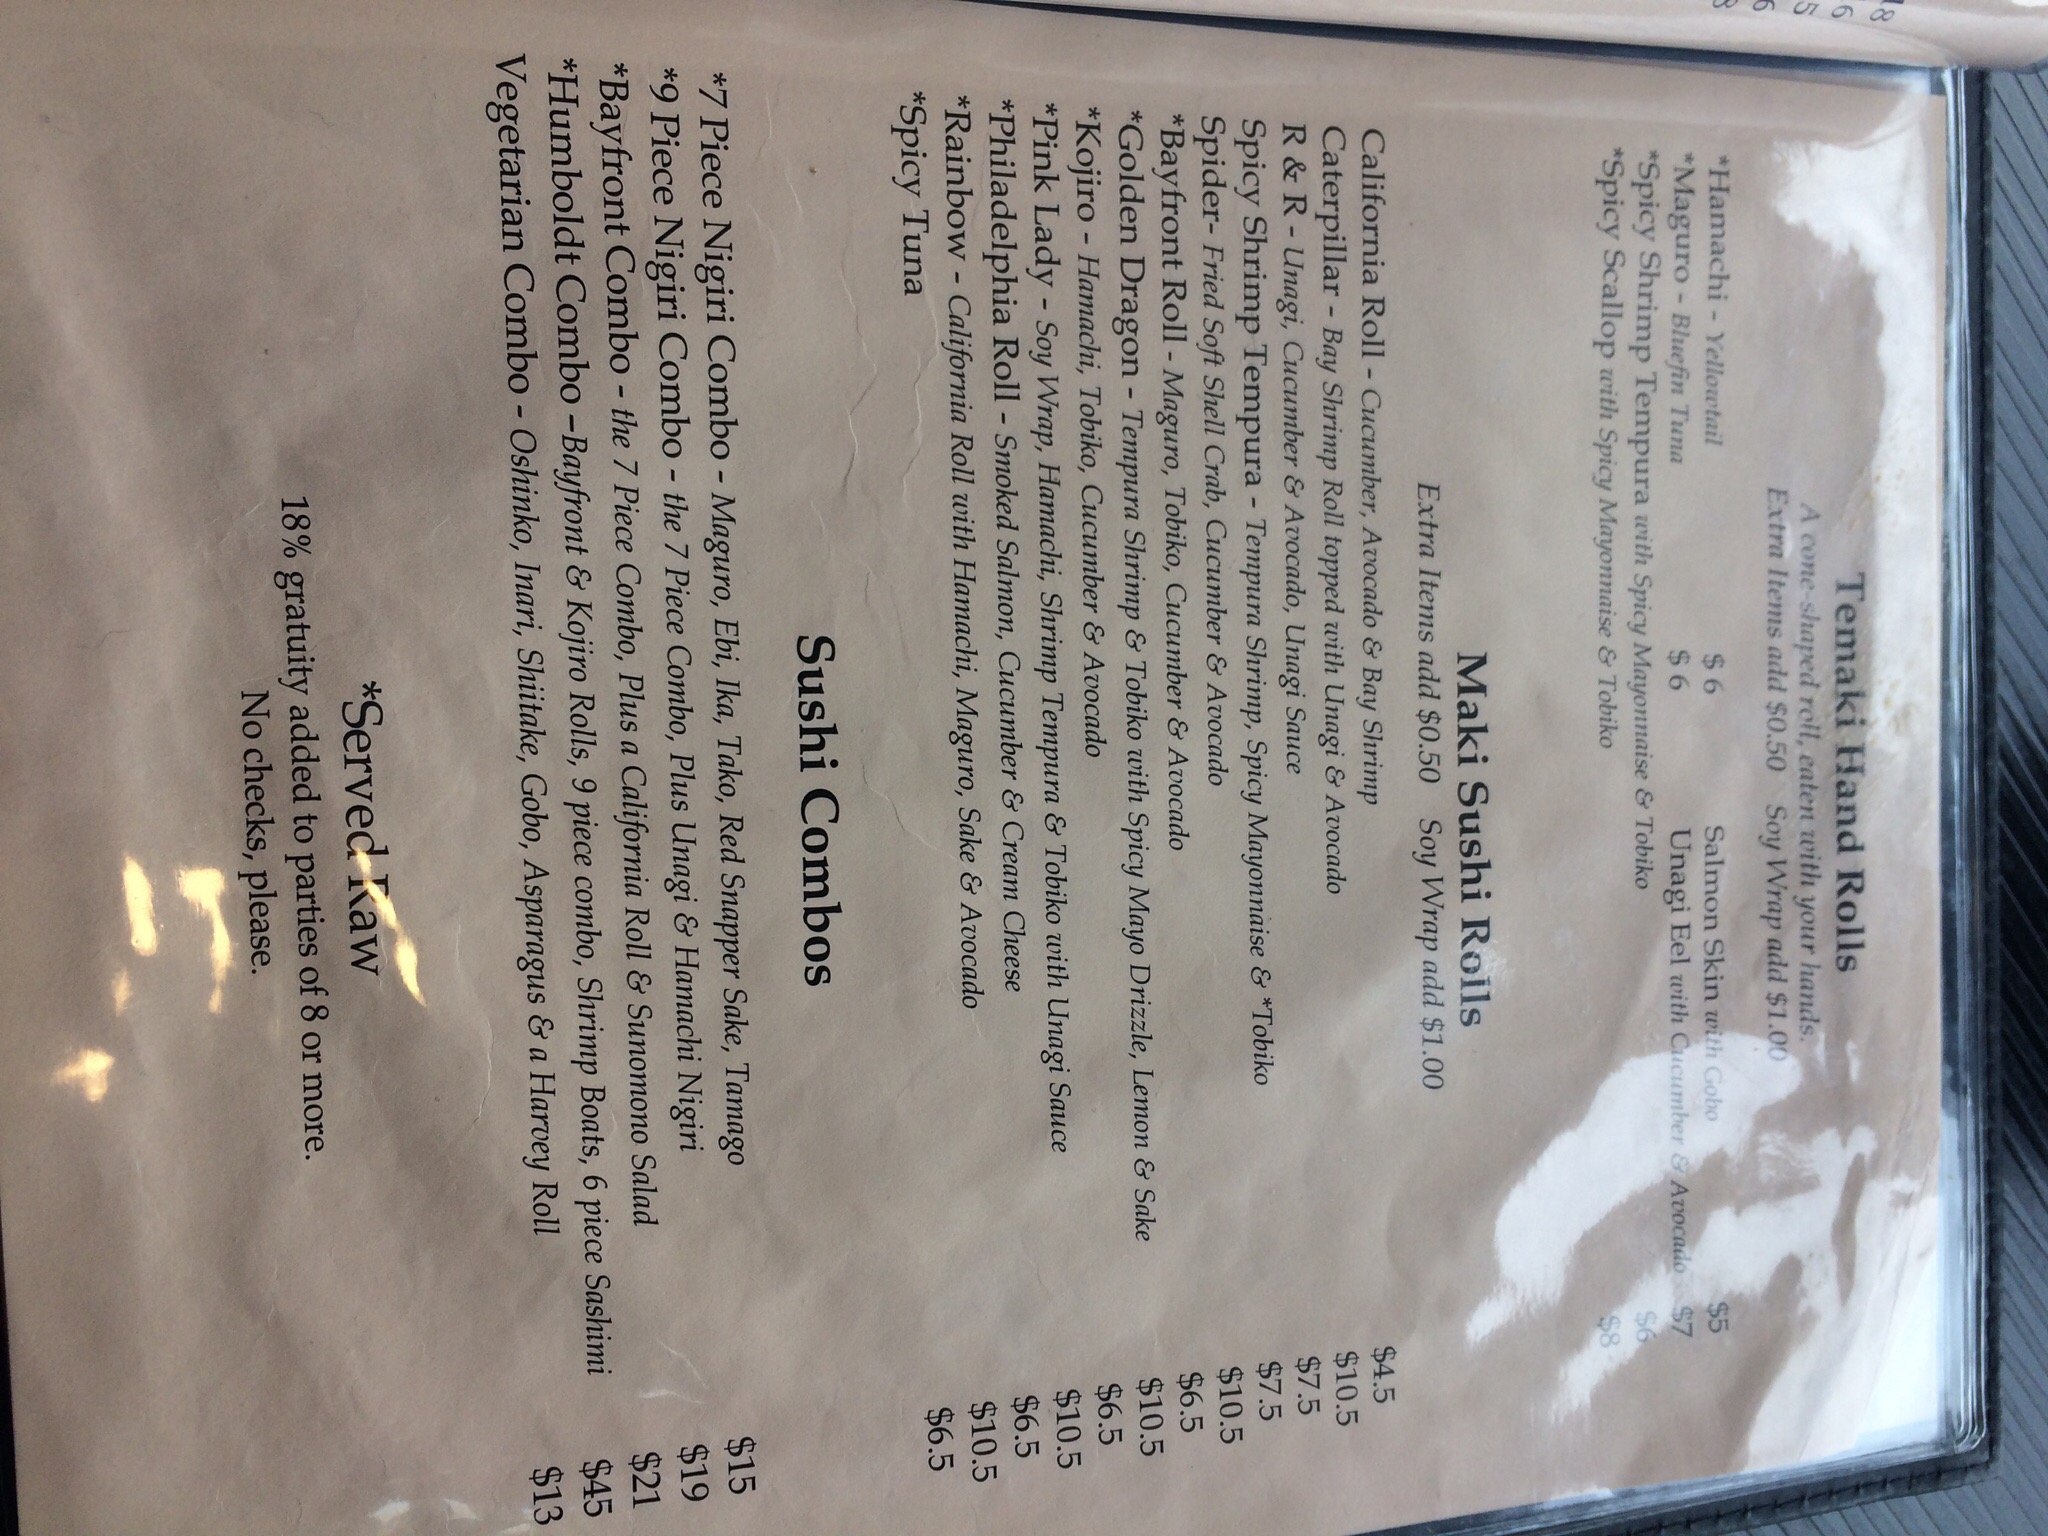 Temaki Hand Rolls
A cone-shaped roll, eaten with your hands.
Extra Items add $0.50 Soy Wrap add $1.00
*Hamachi - Yellowtail $ 6 Salmon Skin with Gobo $5
*Maguro - Bluefin Tuna $ 6 Unagi Eel with Cucumber & Avocado $7
*Spicy Shrimp Tempura with Spicy Mayonnaise & Tobiko $6
*Spicy Scallop with Spicy Mayonnaise & Tobiko $8
Maki Sushi Rolls
Extra Items add $0.50 Soy Wrap add $1.00
California Roll - Cucumber, Avocado & Bay Shrimp $4.5
Caterpillar - Bay Shrimp Roll topped with Unagi & Avocado $10.5
R & R - Unagi, Cucumber & Avocado, Unagi Sauce $7.5
Spicy Shrimp Tempura - Tempura Shrimp, Spicy Mayonnaise & *Tobiko $7.5
Spider- Fried Soft Shell Crab, Cucumber & Avocado $10.5
*Bayfront Roll - Maguro, Tobiko, Cucumber & Avocado $6.5
*Golden Dragon - Tempura Shrimp & Tobiko with Spicy Mayo Drizzle, Lemon & Sake $10.5
*Kojiro - Hamachi, Tobiko, Cucumber & Avocado $6.5
*Pink Lady - Soy Wrap, Hamachi, Shrimp Tempura & Tobiko with Unagi Sauce $10.5
*Philadelphia Roll - Smoked Salmon, Cucumber & Cream Cheese $6.5
*Rainbow - California Roll with Hamachi, Maguro, Sake & Avocado $10.5
*Spicy Tuna $6.5
Sushi Combos
*7 Piece Nigiri Combo - Maguro, Ebi, Ika, Tako, Red Snapper Sake, Tamago $15
*9 Piece Nigiri Combo - the 7 Piece Combo, Plus Unagi & Hamachi Nigiri $19
*Bayfront Combo - the 7 Piece Combo, Plus a California Roll & Sunomono Salad $21
*Humboldt Combo –Bayfront & Kojiro Rolls, 9 piece combo, Shrimp Boats, 6 piece Sashimi $45
Vegetarian Combo - Oshinko, Inari, Shiitake, Gobo, Asparagus & a Harvey Roll $13
*Served Raw
18% gratuity added to parties of 8 or more.
No checks, please.